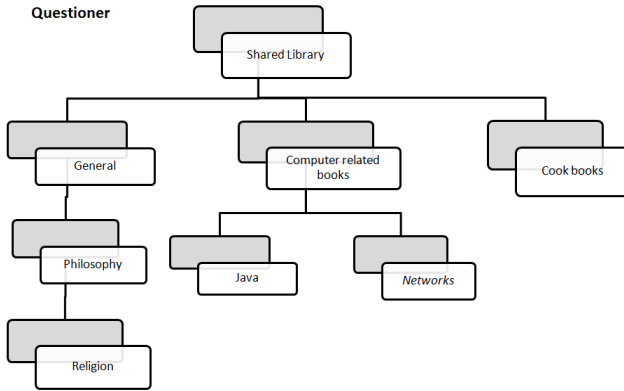 Questioner
Shared Library
General
Computer related
books
Cook books
Philosophy
Java
Networks
Religion